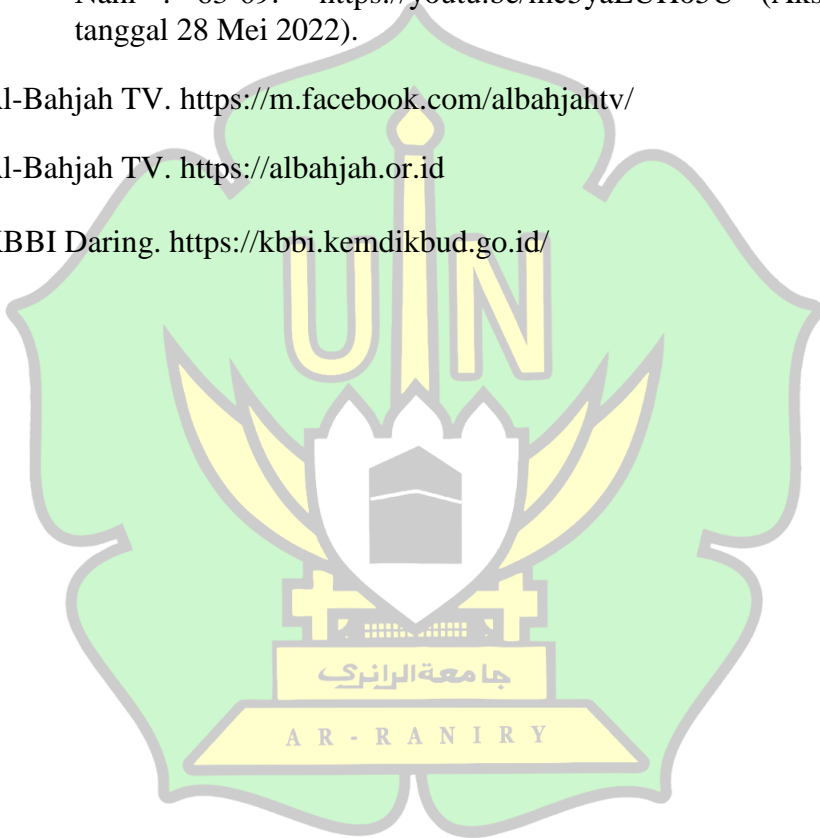 tanggal 28 Mei 2022).
Al-Bahjah TV. https://m.facebook.com/albahjahtv/
Al-Bahjah TV. https://albahjah.or.id
KBBI Daring. https://kbbi.kemdikbud.go.id/
UIN
جامعةالرانري
AR-RANIRY